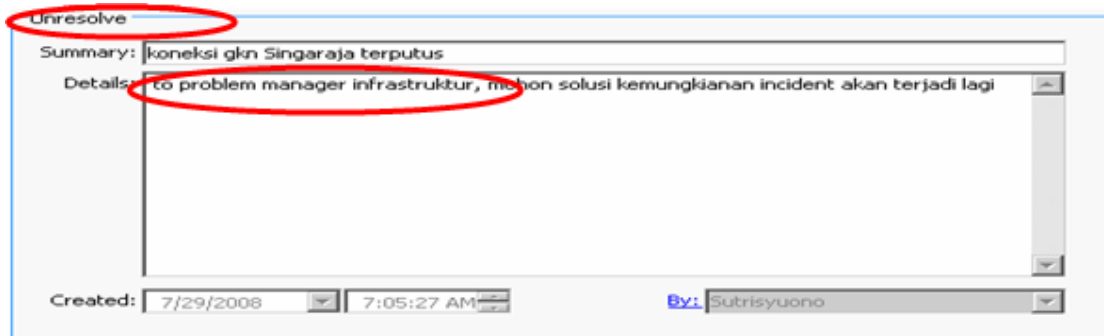 Unresolve
Summary: koneksi gkn Singaraja terputus
Details: to problem manager infrastruktur, mohon solusi kemungkianan incident akan terjadi lagi
Created: 7/29/2008 7:05:27 AM By: Sutrisyuono